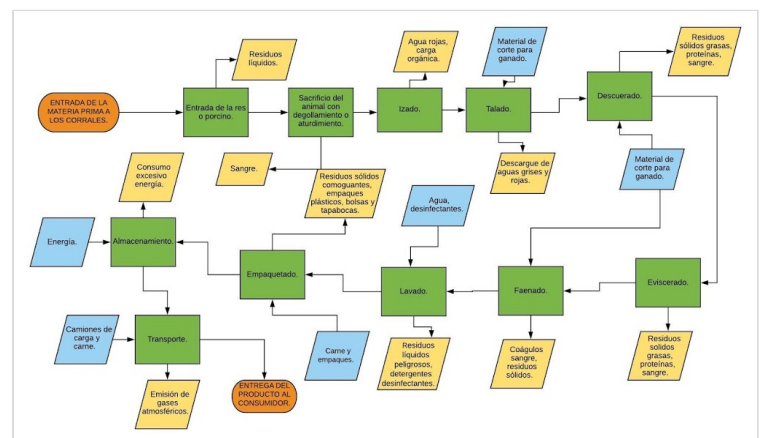 Residuos
líquidos.
Agua rojas,
carga
orgánica.
Material de
corte para
ganado.
Residuos
sólidos grasas,
proteínas,
sangre.
ENTRADA DE LA
MATERIA PRIMA A
LOS CORRALES.
Entrada de la res
o porcino.
Sacrificio del
animal con
degollamiento o
aturdimiento.
Izado.
Talado.
Descuerado.
Consumo
excesivo
energía.
Sangre.
Residuos sólidos
comoguantes,
empaques
plásticos, bolsas y
tapabocas.
Descargue de
aguas grises y
rojas.
Material de
corte para
ganado.
Agua,
desinfectantes.
Energía.
Almacenamiento.
Empaquetado.
Lavado.
Faenado.
Eviscerado.
Camiones de
carga y
carne.
Transporte.
Carne y
empaques.
Residuos
líquidos
peligrosos,
detergentes
desinfectantes.
Coágulos
sangre,
residuos
sólidos.
Residuos
solidos
grasas,
proteínas,
sangre.
Emisión de
gases
atmosféricos.
ENTREGA DEL
PRODUCTO AL
CONSUMIDOR.